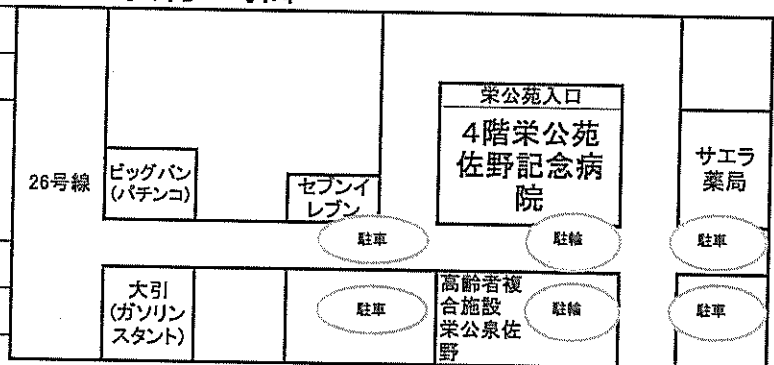 栄公苑入口
4階栄公苑
佐野記念病
院
サエラ
薬局
26号線
ビッグバン
(パチンコ)
セブンイ
レブン
駐車
駐輪
駐車
大引
(ガソリン
スタント)
駐車
高齢者複
合施設
栄公泉佐
野
駐輪
駐車